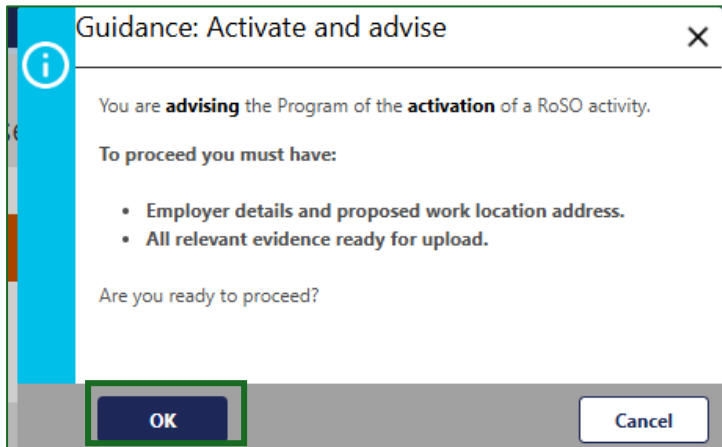 Guidance: Activate and advise
You are advising the Program of the activation of a RoSO activity.
To proceed you must have:
• Employer details and proposed work location address.
• All relevant evidence ready for upload.
Are you ready to proceed?
OK
Cancel